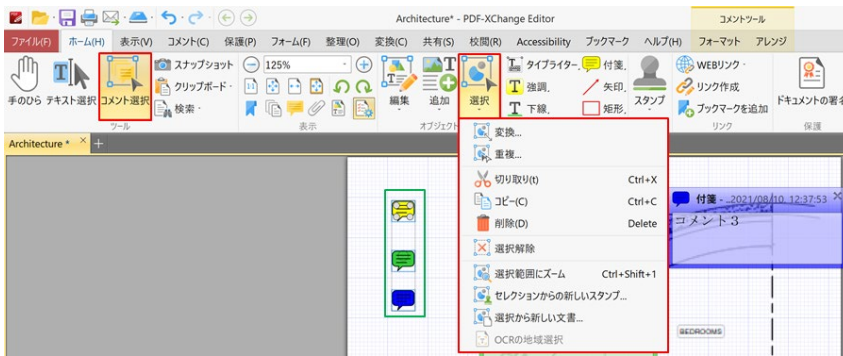 Architecture* - PDF-XChange Editor
コメントツール
ファイル(F) ホーム(H) 表示(V) コメント(C) 保護(P) フォーム(F) 整理(O) 変換(C) 共有(S) 校閲(R) Accessibility ブックマーク ヘルプ(H) フォーマット アレンジ
手のひら テキスト選択 コメント選択
スナップショット
クリップボード
検索
ツール
125%
表示
編集 追加 選択
オブジェクト
タイプライター 付箋
強調 矢印
下線 矩形
スタンプ
WEBリンク
リンク作成
ブックマークを追加
リンク
ドキュメントの署名
保護
Architecture *
変換...
重複...
切り取り(t) Ctrl+X
コピー(C) Ctrl+C
削除(D) Delete
選択解除
選択範囲にズーム Ctrl+Shift+1
セレクションからの新しいスタンプ...
選択から新しい文書...
OCRの地域選択
付箋 - 2021/08/10, 12:37:53
コメント3
BEDROOMS